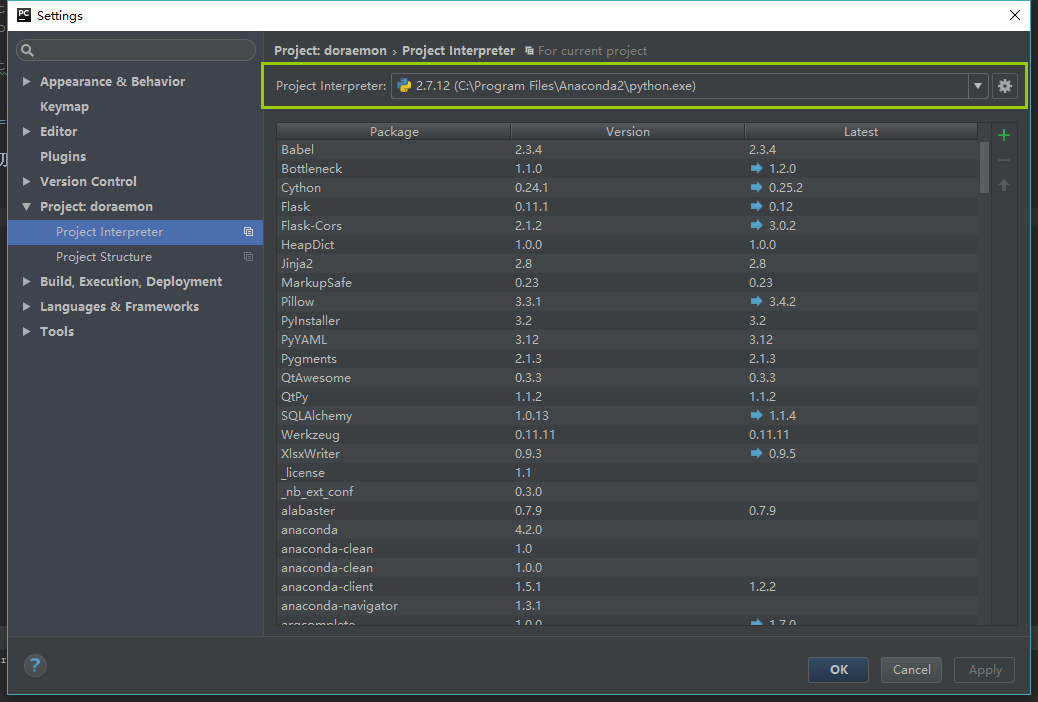 PC Settings
Project: doraemon › Project Interpreter For current project
Appearance & Behavior
Keymap
Editor
Plugins
Version Control
Project: doraemon
Project Interpreter
Project Structure
Build, Execution, Deployment
Languages & Frameworks
Tools
Project Interpreter: 2.7.12 (C:\Program Files\Anaconda2\python.exe)
Package Version Latest
Babel 2.3.4 2.3.4
Bottleneck 1.1.0 1.2.0
Cython 0.24.1 0.25.2
Flask 0.11.1 0.12
Flask-Cors 2.1.2 3.0.2
HeapDict 1.0.0 1.0.0
Jinja2 2.8 2.8
MarkupSafe 0.23 0.23
Pillow 3.3.1 3.4.2
PyInstaller 3.2 3.2
PyYAML 3.12 3.12
Pygments 2.1.3 2.1.3
QtAwesome 0.3.3 0.3.3
QtPy 1.1.2 1.1.2
SQLAlchemy 1.0.13 1.1.4
Werkzeug 0.11.11 0.11.11
XlsxWriter 0.9.3 0.9.5
_license 1.1
_nb_ext_conf 0.3.0
alabaster 0.7.9 0.7.9
anaconda 4.2.0
anaconda-clean 1.0
anaconda-clean 1.0.0
anaconda-client 1.5.1 1.2.2
anaconda-navigator 1.3.1
argcomplete 1.0.0 1.7.0
? OK Cancel Apply